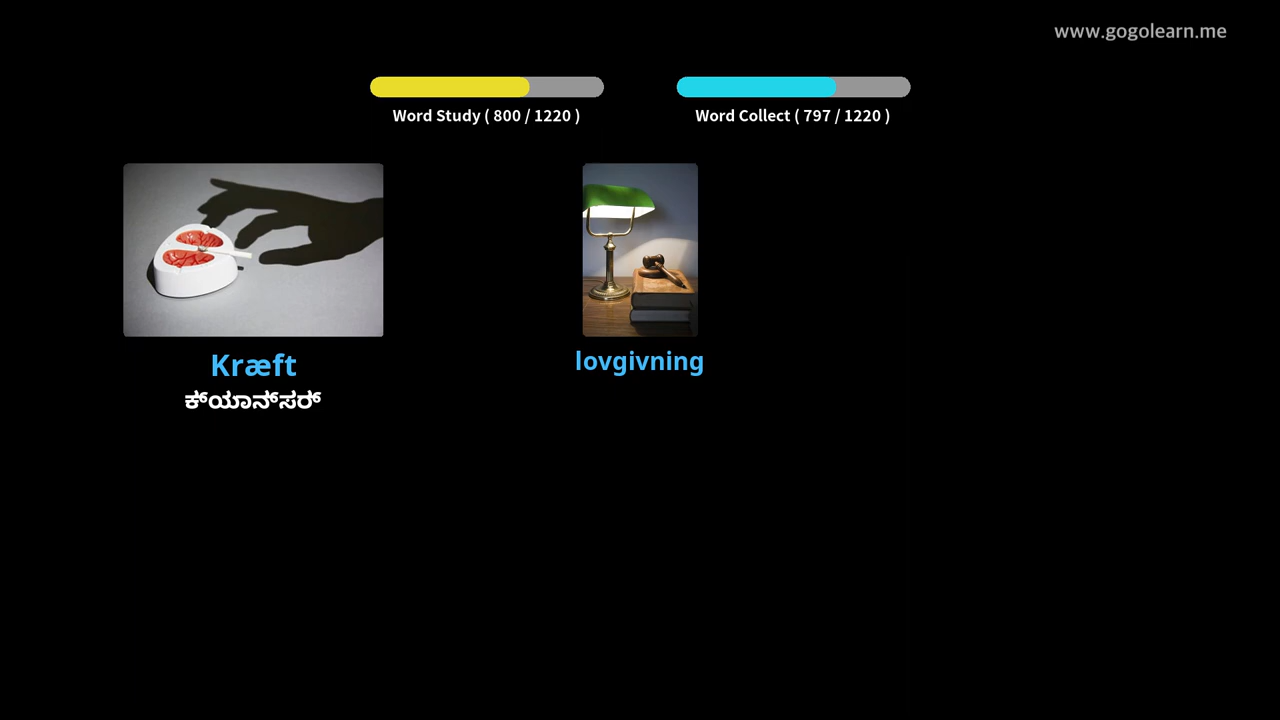 www.gogolearn.me
Word Study ( 800 / 1220 )
Word Collect ( 797 / 1220 )
Kræft
ಕ್‌ಯಾನ್‌ಸರ್
lovgivning